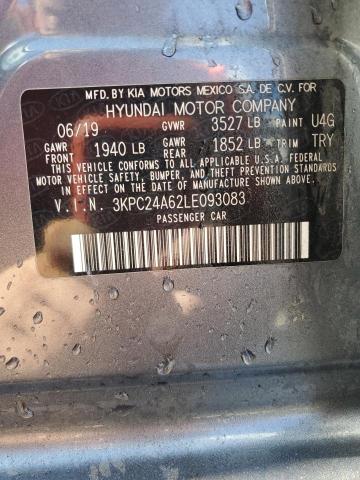 MFD.BY KIA MOTORS MEXICO S.A. DE C.V. FOR
HYUNDAI MOTOR COMPANY
06/19 GVWR 3527 LB PAINT U4G
GAWR FRONT 1940 LB GAWR REAR 1852 LB TRIM TRY
THIS VEHICLE CONFORMS TO ALL APPLICABLE U.S.A. FEDERAL
MOTOR VEHICLE SAFETY, BUMPER, AND THEFT PREVENTION
STANDARDS IN EFFECT ON THE DATE OF MANUFACTURE SHOWN ABOVE.
V.I.N. 3KPC24A62LE093083
PASSENGER CAR